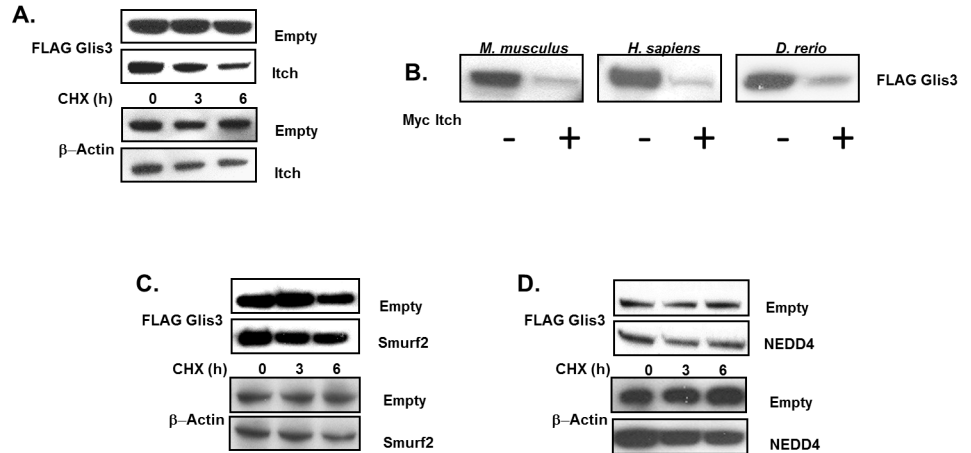 A.
FLAG Glis3
Empty
Itch
CHX (h) 0 3 6
β–Actin
Empty
Itch
B.
M. musculus H. sapiens D. rerio
FLAG Glis3
Myc Itch - + - + - +
C.
FLAG Glis3
Empty
Smurf2
CHX (h) 0 3 6
β–Actin
Empty
Smurf2
D.
FLAG Glis3
Empty
NEDD4
CHX (h) 0 3 6
β–Actin
Empty
NEDD4